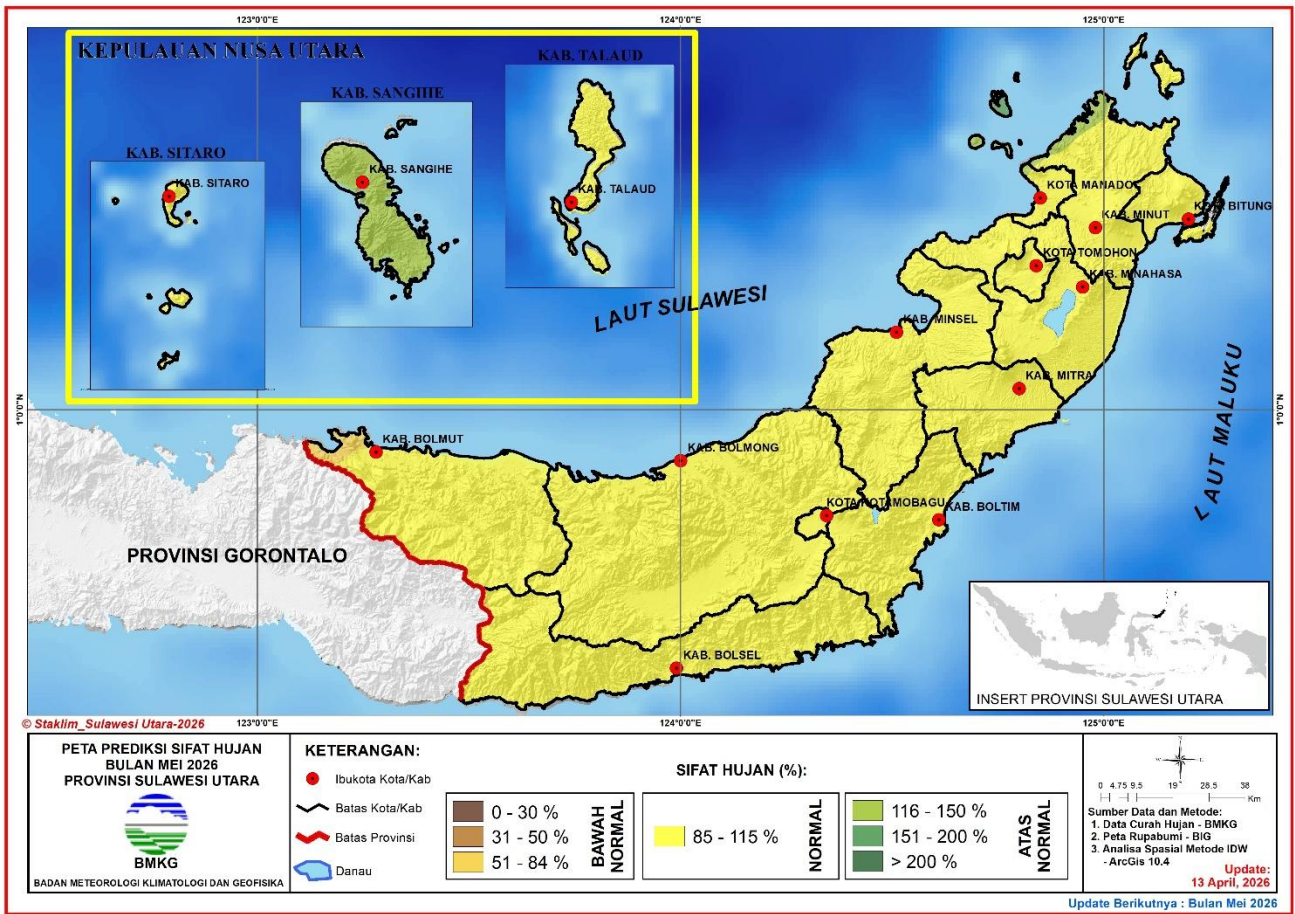 123°0'0"E
124°0'0"E
125°0'0"E
KEPULAUAN NUSA UTARA
KAB. TALAUD
KAB. SANGIHE
KAB. SITARO
KAB. SITARO
KAB. SANGIHE
KAB. TALAUD
KOTA MANADO
KAB. MINUT
KOTA BITUNG
KOTA TOMOHON
KAB. MINAHASA
LAUT SULAWESI
KAB. MINSEL
KAB. MITRA
LAUT MALUKU
1°0'0"N
1°0'0"N
KAB. BOLMUT
KAB. BOLMONG
KOTA KOTAMOBAGU
KAB. BOLTIM
PROVINSI GORONTALO
KAB. BOLSEL
INSERT PROVINSI SULAWESI UTARA
© Staklim_Sulawesi Utara-2026
123°0'0"E
124°0'0"E
125°0'0"E
PETA PREDIKSI SIFAT HUJAN
BULAN MEI 2026
PROVINSI SULAWESI UTARA
BMKG
BADAN METEOROLOGI KLIMATOLOGI DAN GEOFISIKA
KETERANGAN:
Ibukota Kota/Kab
Batas Kota/Kab
Batas Provinsi
Danau
SIFAT HUJAN (%):
0 - 30 %
31 - 50 %
51 - 84 %
BAWAH
NORMAL
85 - 115 %
NORMAL
116 - 150 %
151 - 200 %
> 200 %
ATAS
NORMAL
0 4.75 9.5 19 28.5 38
Km
Sumber Data dan Metode:
1. Data Curah Hujan - BMKG
2. Peta Rupabumi - BIG
3. Analisa Spasial Metode IDW
- ArcGis 10.4
Update:
13 April, 2026
Update Berikutnya : Bulan Mei 2026